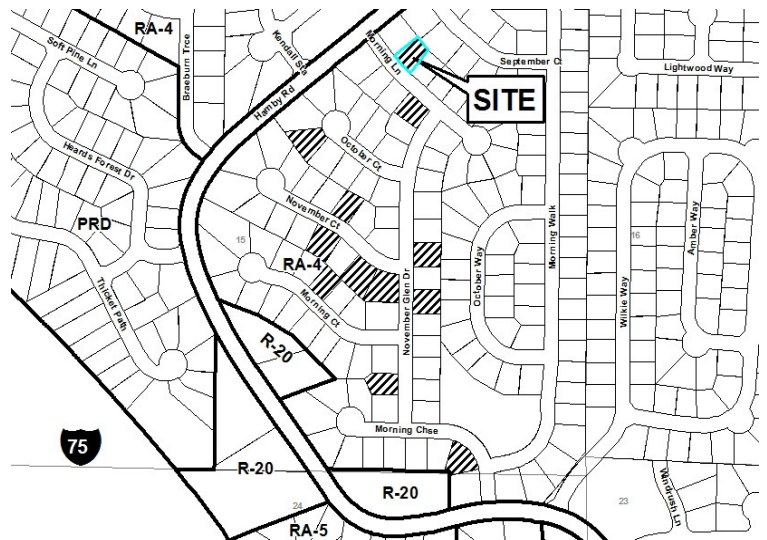 RA-4
Soft Pine Ln
Braeburn Trce
Kendall Sta
Morning Ln
September Ct
Lightwood Way
SITE
Hamby Rd
October Ct
Heards Forest Dr
PRD
November Ct
15
RA-4
16
Amber Way
Morning Walk
October Way
Wilkie Way
November Glen Dr
Thicket Path
Morning Ct
R-20
Morning Chse
75
R-20
R-20
24
23
Windrush Ln
RA-5